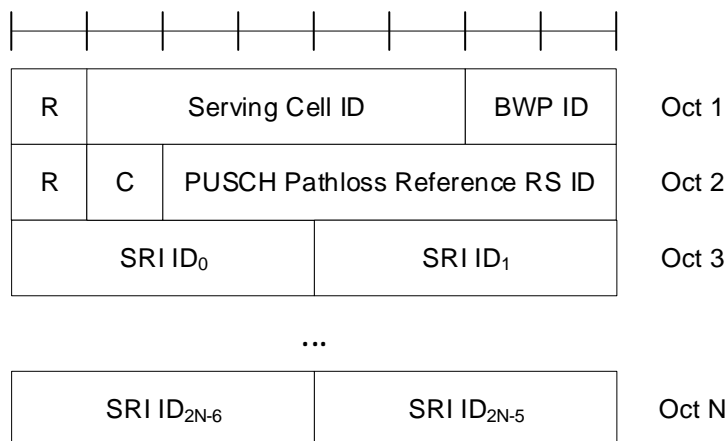 R Serving Cell ID BWP ID Oct 1
R C PUSCH Pathloss Reference RS ID Oct 2
SRI ID0 SRI ID1 Oct 3
...
SRI ID2N-6 SRI ID2N-5 Oct N